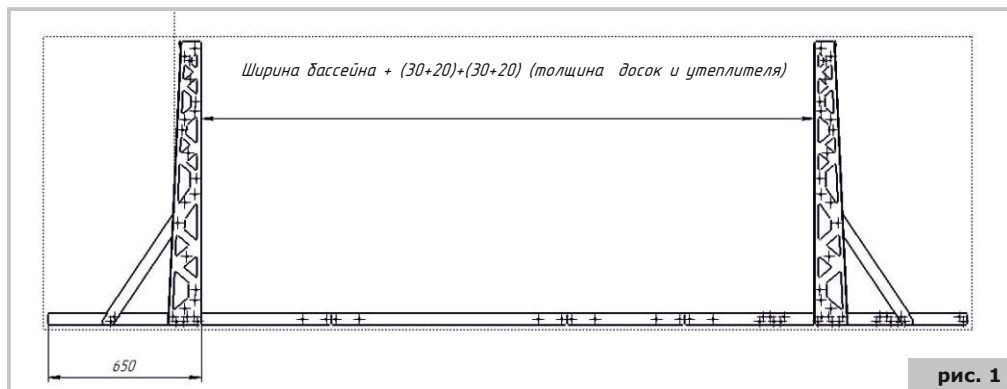 Ширина бассейна + (30+20)+(30+20) (толщина досок и утеплителя)
650
рис. 1